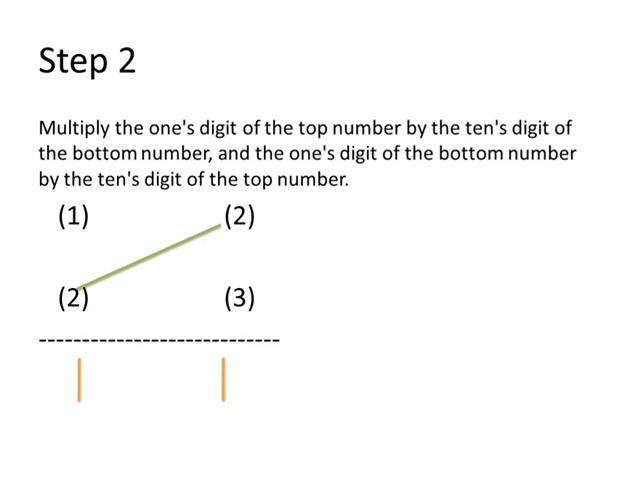 Step 2
Multiply the one's digit of the top number by the ten's digit of
the bottom number, and the one's digit of the bottom number
by the ten's digit of the top number.
(1) (2)
(2) (3)
----------------------------